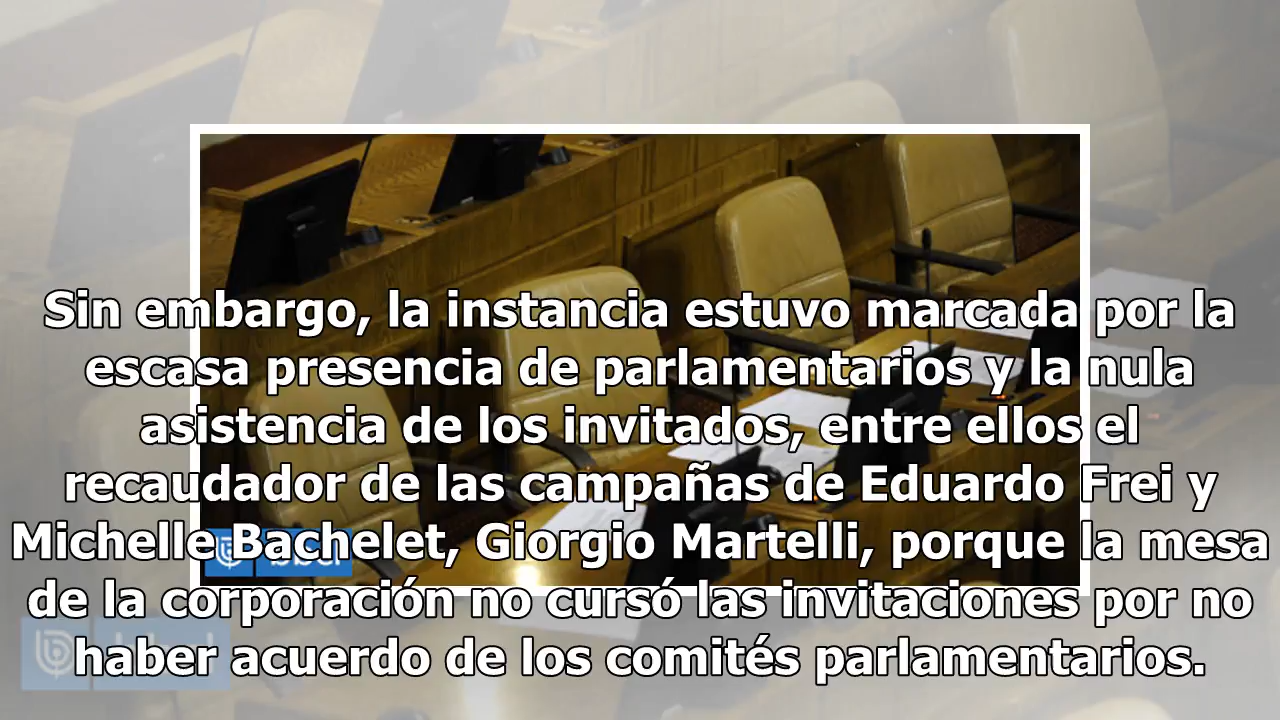 Sin embargo, la instancia estuvo marcada por la
escasa presencia de parlamentarios y la nula
asistencia de los invitados, entre ellos el
recaudador de las campañas de Eduardo Frei y
Michelle Bachelet, Giorgio Martelli, porque la mesa
de la corporación no cursó las invitaciones por no
haber acuerdo de los comités parlamentarios.